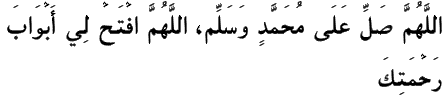 اللَّهُمَّ صَلِّ عَلَى مُحَمَّدٍ وَسَلِّم، اللَّهُمَّ افْتَحْ لِي أَبْوَابَ
رَحْمَتِكَ